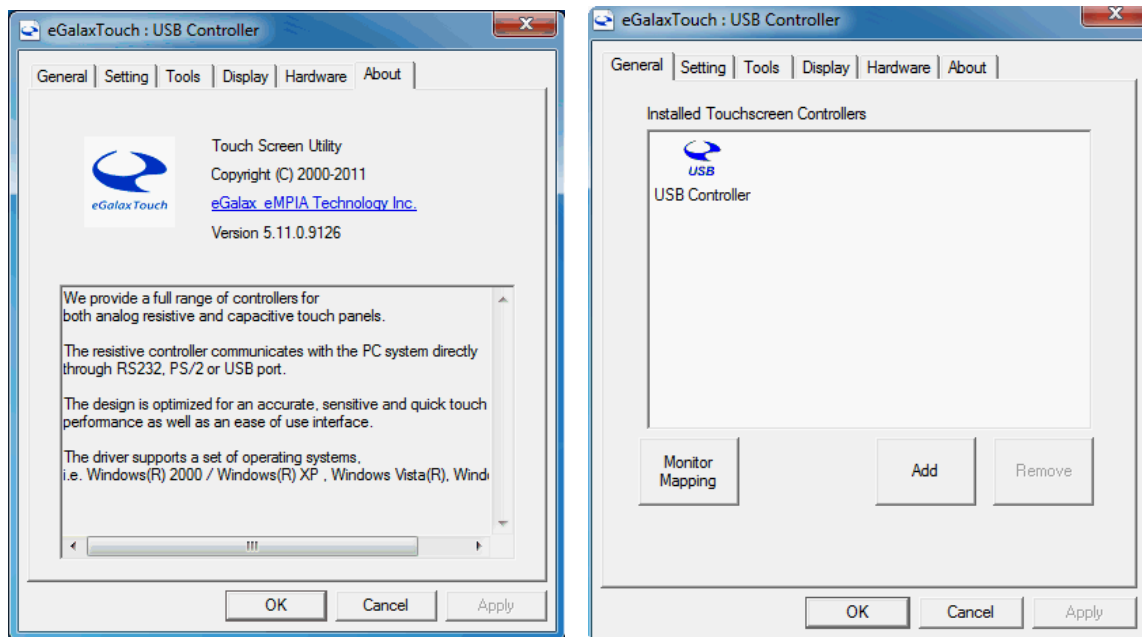 eGalaxTouch : USB Controller
General Setting Tools Display Hardware About
eGalaxTouch
Touch Screen Utility
Copyright (C) 2000-2011
eGalax_eMPIA Technology Inc.
Version 5.11.0.9126
We provide a full range of controllers for
both analog resistive and capacitive touch panels.
The resistive controller communicates with the PC system directly
through RS232, PS/2 or USB port.
The design is optimized for an accurate, sensitive and quick touch
performance as well as an ease of use interface.
The driver supports a set of operating systems,
i.e. Windows(R) 2000 / Windows(R) XP , Windows Vista(R),
OK Cancel Apply
eGalaxTouch : USB Controller
General Setting Tools Display Hardware About
Installed Touchscreen Controllers
USB
USB Controller
Monitor
Mapping
Add
Remove
OK Cancel Apply